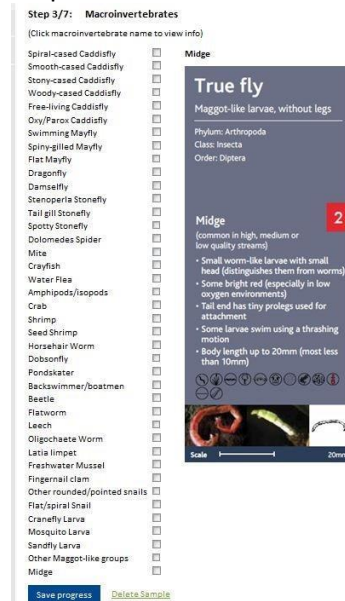 Step 3/7: Macroinvertebrates
(Click macroinvertebrate name to view info)
Spiral-cased Caddisfly
Smooth-cased Caddisfly
Stony-cased Caddisfly
Woody-cased Caddisfly
Free-living Caddisfly
Oxy/Parox Caddisfly
Swimming Mayfly
Spiny-gilled Mayfly
Flat Mayfly
Dragonfly
Damselfly
Stenoperla Stonefly
Tail gill Stonefly
Spotty Stonefly
Dolomedes Spider
Mite
Crayfish
Water Flea
Amphipods/isopods
Crab
Shrimp
Seed Shrimp
Horsehair Worm
Dobsonfly
Pondskater
Backswimmer/boatmen
Beetle
Flatworm
Leech
Oligochaete Worm
Latia limpet
Freshwater Mussel
Fingernail clam
Other rounded/pointed snails
Flat/spiral Snail
Cranefly Larva
Mosquito Larva
Sandfly Larva
Other Maggot-like groups
Midge
Save progress Delete Sample
Midge
True fly
Maggot-like larvae, without legs
Phylum: Arthropoda
Class: Insecta
Order: Diptera
Midge
2
(common in high, medium or
low quality streams)
• Small worm-like larvae with small
head (distinguishes them from worms)
• Some bright red (especially in low
oxygen environments)
• Tail end has tiny prolegs used for
attachment
• Some larvae swim using a thrashing
motion
• Body length up to 20mm (most less
than 10mm)
Scale 20mm